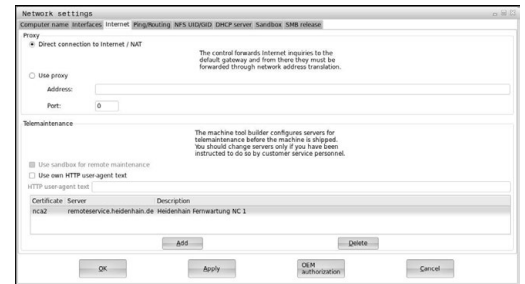 Network settings
Computer name Interfaces Internet Ping/Routing NFS UID/GID DHCP server Sandbox SMB release
Proxy
Direct connection to Internet / NAT
The control forwards Internet inquiries to the
default gateway and from there they must be
forwarded through network address translation.
Use proxy
Address:
Port: 0
Telemaintenance
The machine tool builder configures servers for
telemaintenance before the machine is shipped.
You should change servers only if you have been
instructed to do so by customer service personnel.
Use sandbox for remote maintenance
Use own HTTP user-agent text
HTTP user-agent text
Certificate Server Description
nca2 remoteservice.heidenhain.de Heidenhain Fernwartung NC 1
Add Delete
OK Apply OEM authorization Cancel